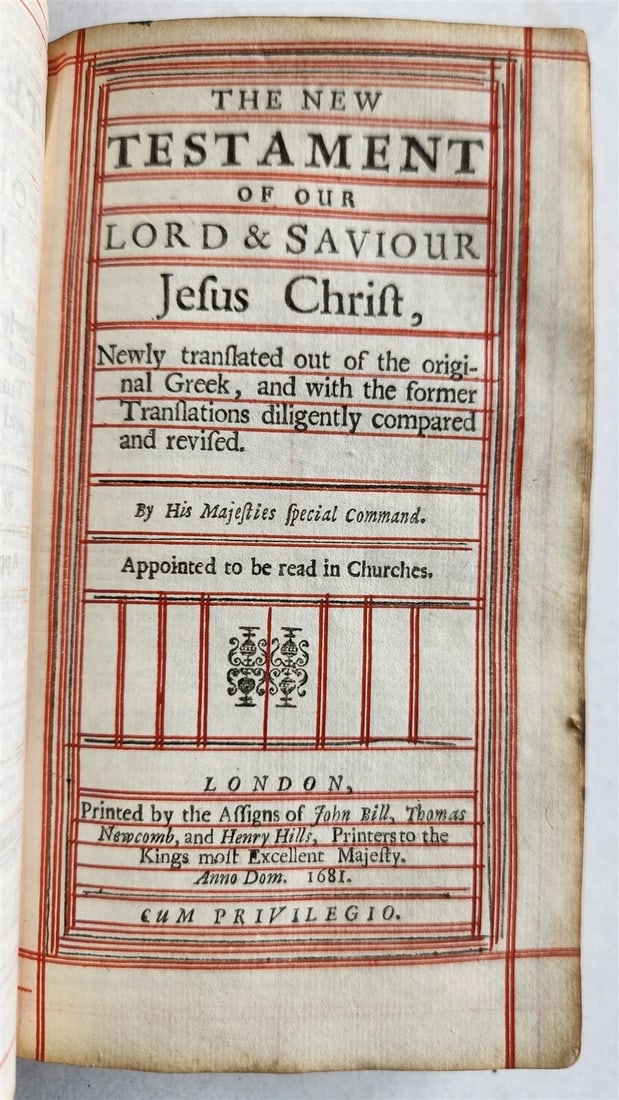 THE NEW
TESTAMENT
OF OUR
LORD & SAVIOUR
Jeſus Chriſt,
Newly tranſlated out of the origi-
nal Greek, and with the former
Tranſlations diligently compared
and reviſed.
By His Majeſties ſpecial Command.
Appointed to be read in Churches.
LONDON,
Printed by the Aſſigns of John Bill, Thomas
Newcomb, and Henry Hills, Printers to the
Kings moſt Excellent Majeſty.
Anno Dom. 1681.
CUM PRIVILEGIO.